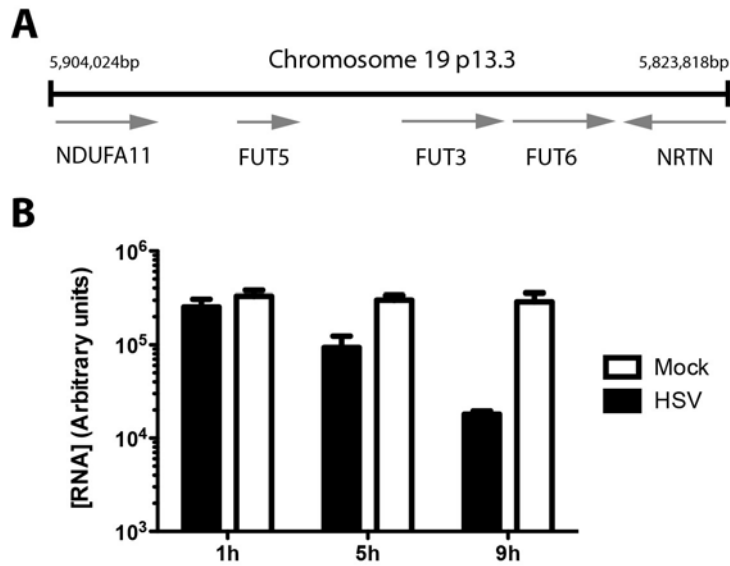 A
5,904,024bp Chromosome 19 p13.3 5,823,818bp
NDUFA11 FUT5 FUT3 FUT6 NRTN
B
[RNA] (Arbitrary units)
10^6
10^5
10^4
10^3
1h 5h 9h
Mock
HSV